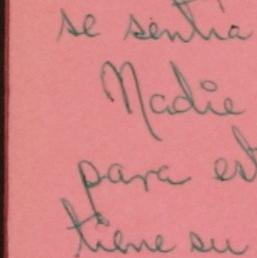 se sentía
Nadie
para
tiene su